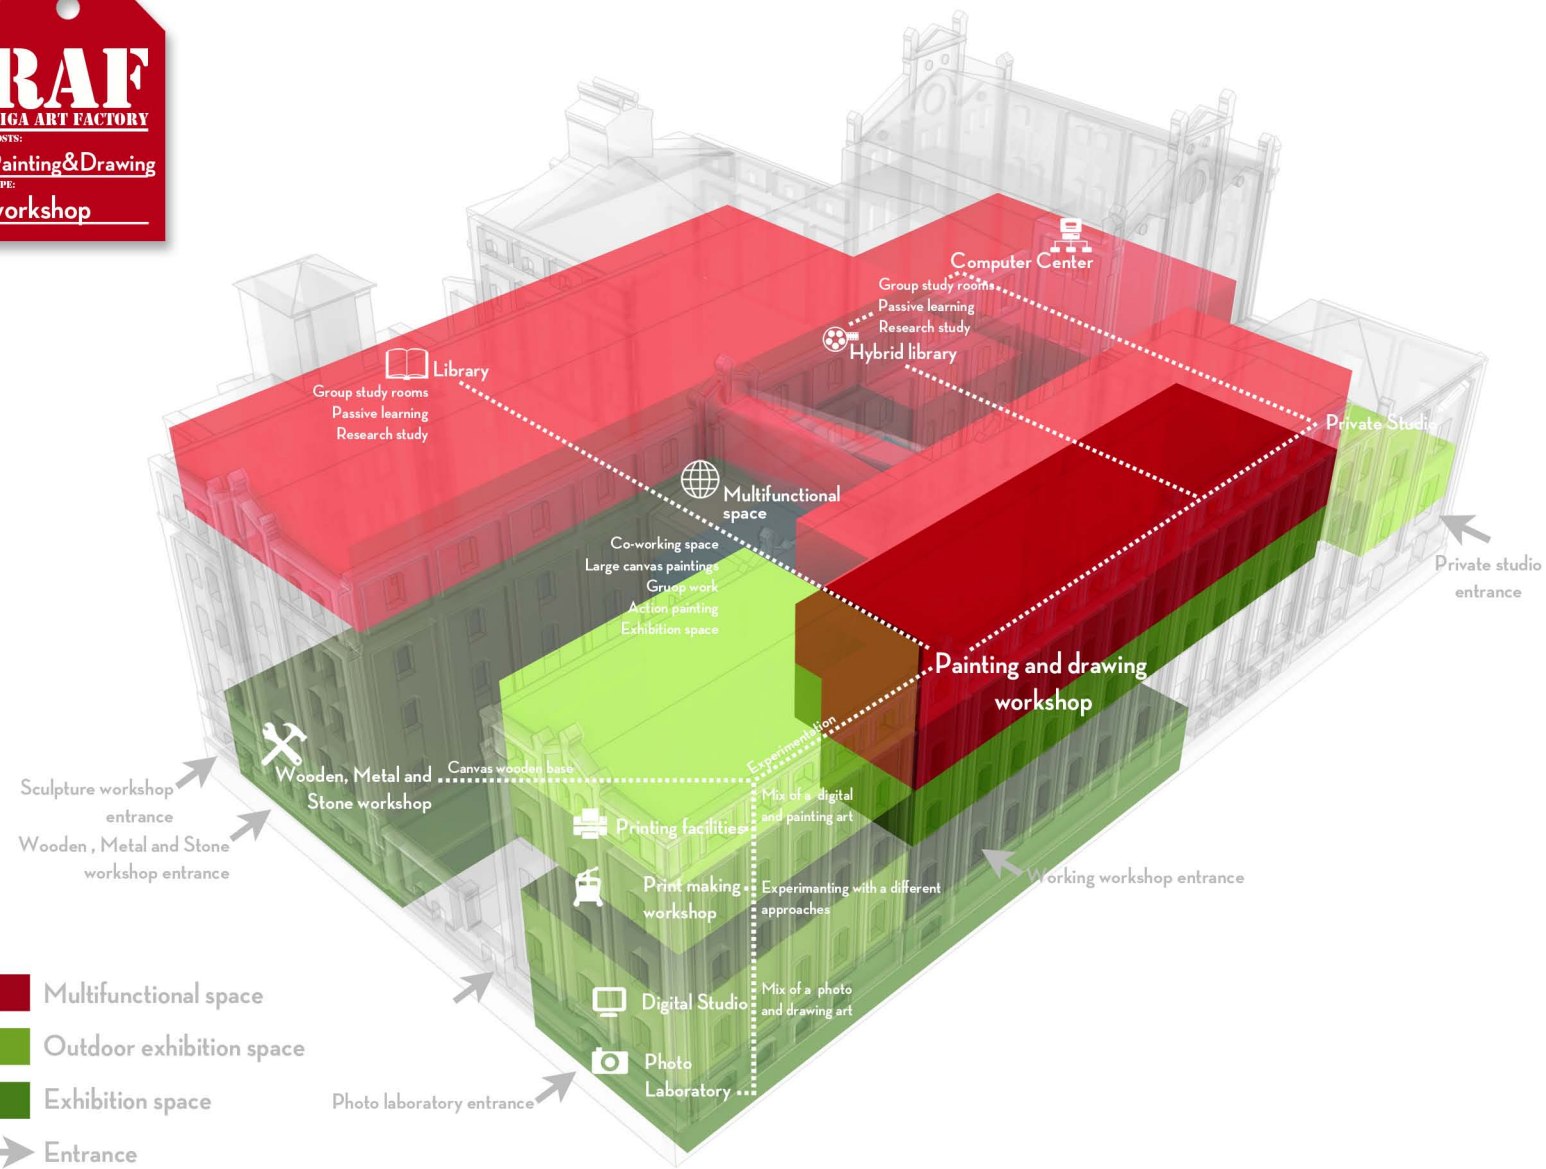 RAF
IGA ART FACTORY
OSTS:
Painting&Drawing
PE:
workshop
Computer Center
Group study rooms
Passive learning
Research study
Hybrid library
Library
Group study rooms
Passive learning
Research study
Private Studio
Multifunctional
space
Co-working space
Large canvas paintings
Gruop work
Action painting
Exhibition space
Private studio
entrance
Painting and drawing
workshop
Experimentation
Sculpture workshop
entrance
Wooden, Metal and
Stone workshop
Canvas wooden base
Wooden , Metal and Stone
workshop entrance
Printing facilities
Mix of a digital
and painting art
Print making
workshop
Experimanting with a different
approaches
Working workshop entrance
Digital Studio
Mix of a photo
and drawing art
Photo
Laboratory
Photo laboratory entrance
Multifunctional space
Outdoor exhibition space
Exhibition space
Entrance